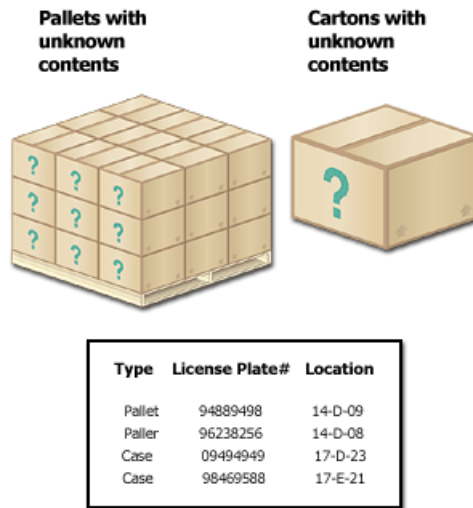 Pallets with
unknown
contents
Cartons with
unknown
contents
?
? ? ?
? ? ?
? ? ?
Type License Plate# Location
Pallet 94889498 14-D-09
Paller 96238256 14-D-08
Case 09494949 17-D-23
Case 98469588 17-E-21